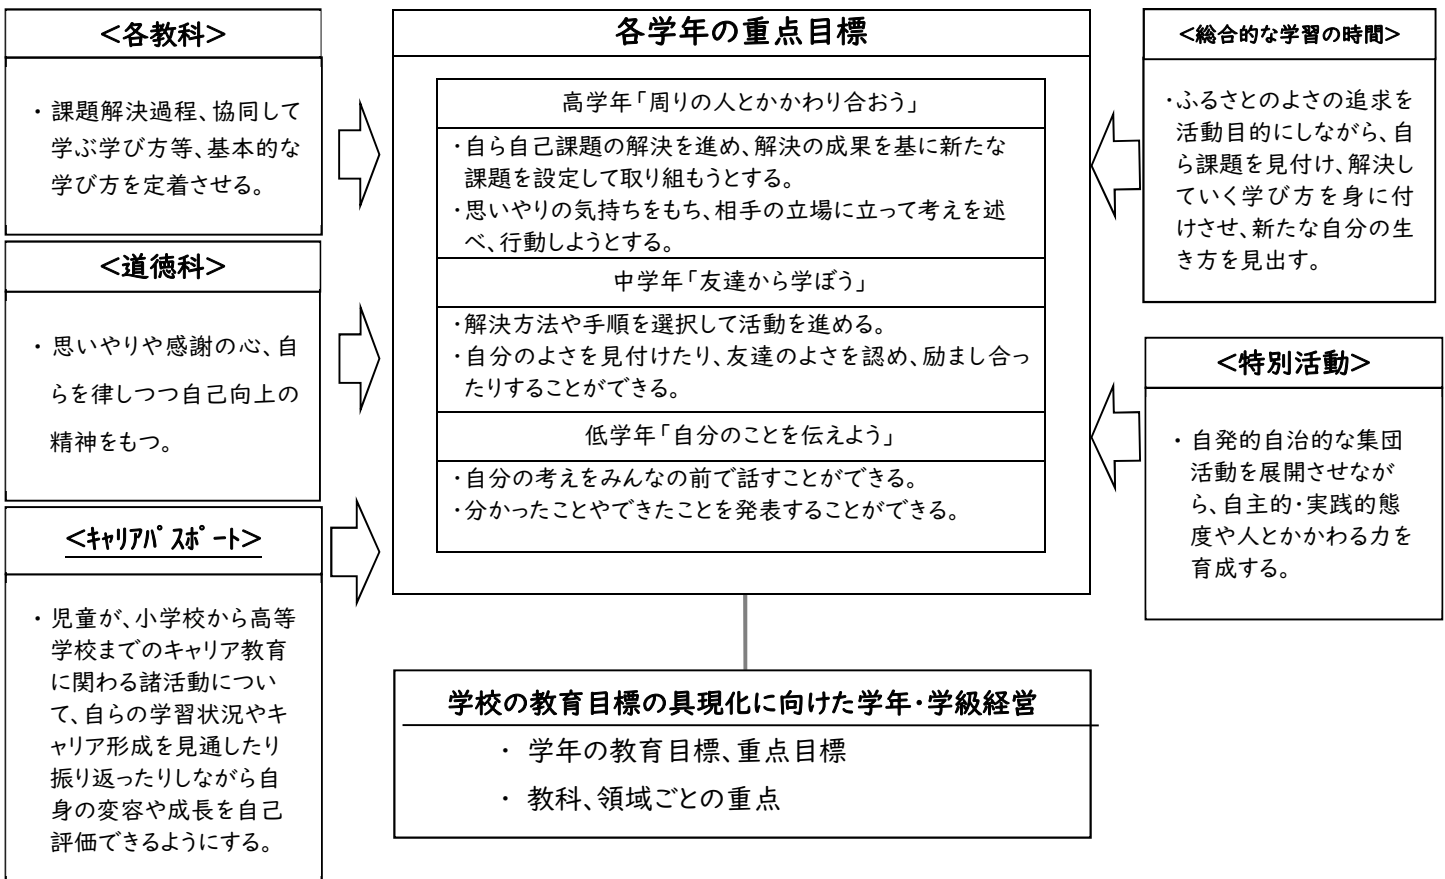 <各教科>
・課題解決過程、協同して
学ぶ学び方等、基本的な
学び方を定着させる。
<道徳科>
・思いやりや感謝の心、自
らを律しつつ自己向上の
精神をもつ。
<キャリアパスポート>
・児童が、小学校から高等
学校までのキャリア教育
に関わる諸活動につい
て、自らの学習状況やキ
ャリア形成を見通したり
振り返ったりしながら自
身の変容や成長を自己
評価できるようにする。
各学年の重点目標
高学年「周りの人とかかわり合おう」
・自ら自己課題の解決を進め、解決の成果を基に新たな
課題を設定して取り組もうとする。
・思いやりの気持ちをもち、相手の立場に立って考えを述
べ、行動しようとする。
中学年「友達から学ぼう」
・解決方法や手順を選択して活動を進める。
・自分のよさを見付けたり、友達のよさを認め、励まし合っ
たりすることができる。
低学年「自分のことを伝えよう」
・自分の考えをみんなの前で話すことができる。
・分かったことやできたことを発表することができる。
学校の教育目標の具現化に向けた学年・学級経営
・ 学年の教育目標、重点目標
・ 教科、領域ごとの重点
<総合的な学習の時間>
・ふるさとのよさの追求を
活動目的にしながら、自
ら課題を見付け、解決し
ていく学び方を身に付
けさせ、新たな自分の生
き方を見出す。
<特別活動>
・ 自発的自治的な集団
活動を展開させなが
ら、自主的・実践的態
度や人とかかわる力を
育成する。